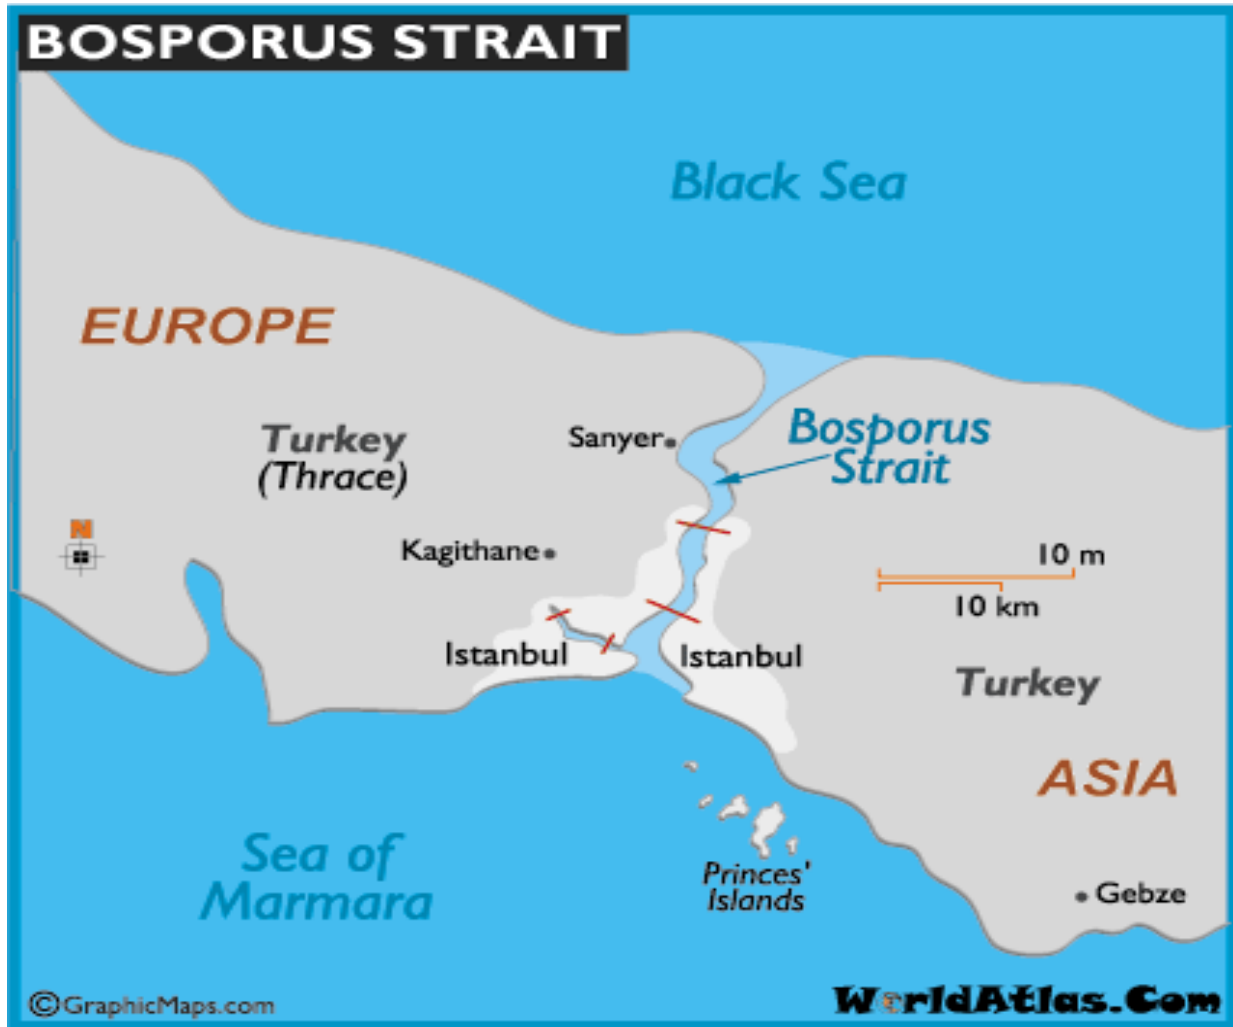 BOSPORUS STRAIT
Black Sea
EUROPE
Turkey
(Thrace)
Sanyer
Bosporus
Strait
N
Kagithane
10 m
10 km
Istanbul
Istanbul
Turkey
ASIA
Sea of
Marmara
Princes'
Islands
Gebze
©GraphicMaps.com
WorldAtlas.Com